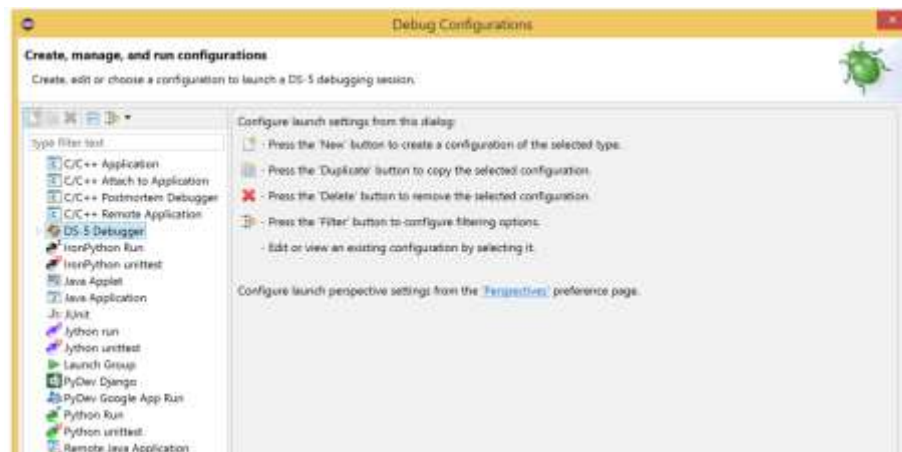 Debug Configurations
Create, manage, and run configurations
Create, edit or choose a configuration to launch a DS-5 debugging session.
type filter text
C/C++ Application
C/C++ Attach to Application
C/C++ Postmortem Debugger
C/C++ Remote Application
DS-5 Debugger
IronPython Run
IronPython unittest
Java Applet
Java Application
Ju JUnit
Jython run
Jython unittest
Launch Group
PyDev Django
PyDev Google App Run
Python Run
Python unittest
Remote Java Application
Configure launch settings from this dialog:
- Press the 'New' button to create a configuration of the selected type.
- Press the 'Duplicate' button to copy the selected configuration.
- Press the 'Delete' button to remove the selected configuration.
- Press the 'Filter' button to configure filtering options.
- Edit or view an existing configuration by selecting it.
Configure launch perspective settings from the 'Perspectives' preference page.